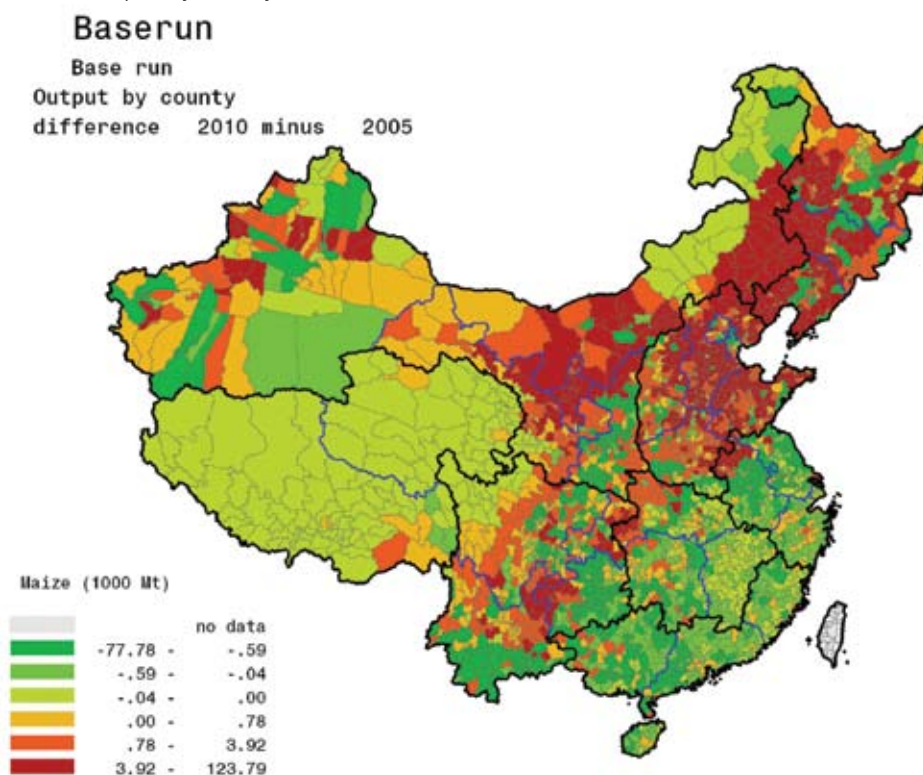 Baserun
Base run
Output by county
difference 2010 minus 2005
Maize (1000 Mt)
no data
-77.78 - -.59
-.59 - -.04
-.04 - .00
.00 - .78
.78 - 3.92
3.92 - 123.79